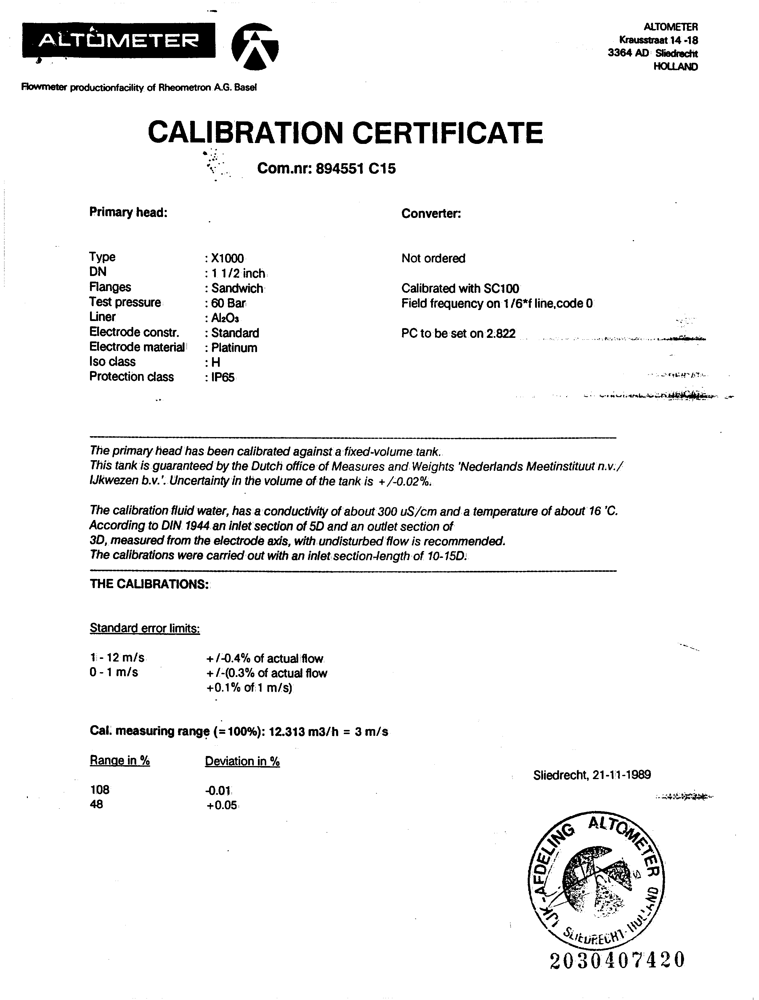 ALTOMETER
Flowmeter productionfacility of Rheometron A.G. Basel
ALTOMETER
Krausstraat 14 -18
3364 AD Sliedrecht
HOLLAND
CALIBRATION CERTIFICATE
Com.nr: 894551 C15
Primary head:
Converter:
Type : X1000
Not ordered
DN : 1 1/2 inch
Flanges : Sandwich
Calibrated with SC100
Test pressure : 60 Bar
Field frequency on 1/6*f line,code 0
Liner : Al2O3
Electrode constr. : Standard
PC to be set on 2.822
Electrode material : Platinum
Iso class : H
Protection class : IP65
The primary head has been calibrated against a fixed-volume tank.
This tank is guaranteed by the Dutch office of Measures and Weights 'Nederlands Meetinstituut n.v./
IJkwezen b.v.'. Uncertainty in the volume of the tank is +/-0.02%.
The calibration fluid water, has a conductivity of about 300 uS/cm and a temperature of about 16 'C.
According to DIN 1944 an inlet section of 5D and an outlet section of
3D, measured from the electrode axis, with undisturbed flow is recommended.
The calibrations were carried out with an inlet section-length of 10-15D.
THE CALIBRATIONS:
Standard error limits:
1 - 12 m/s +/-0.4% of actual flow
0 - 1 m/s +/-(0.3% of actual flow
+0.1% of 1 m/s)
Cal. measuring range (=100%): 12.313 m3/h = 3 m/s
Range in % Deviation in %
108 -0.01
48 +0.05
Sliedrecht, 21-11-1989
IJK-AFDELING ALTOMETER
SLIEDRECHT-HOLLAND
2030407420